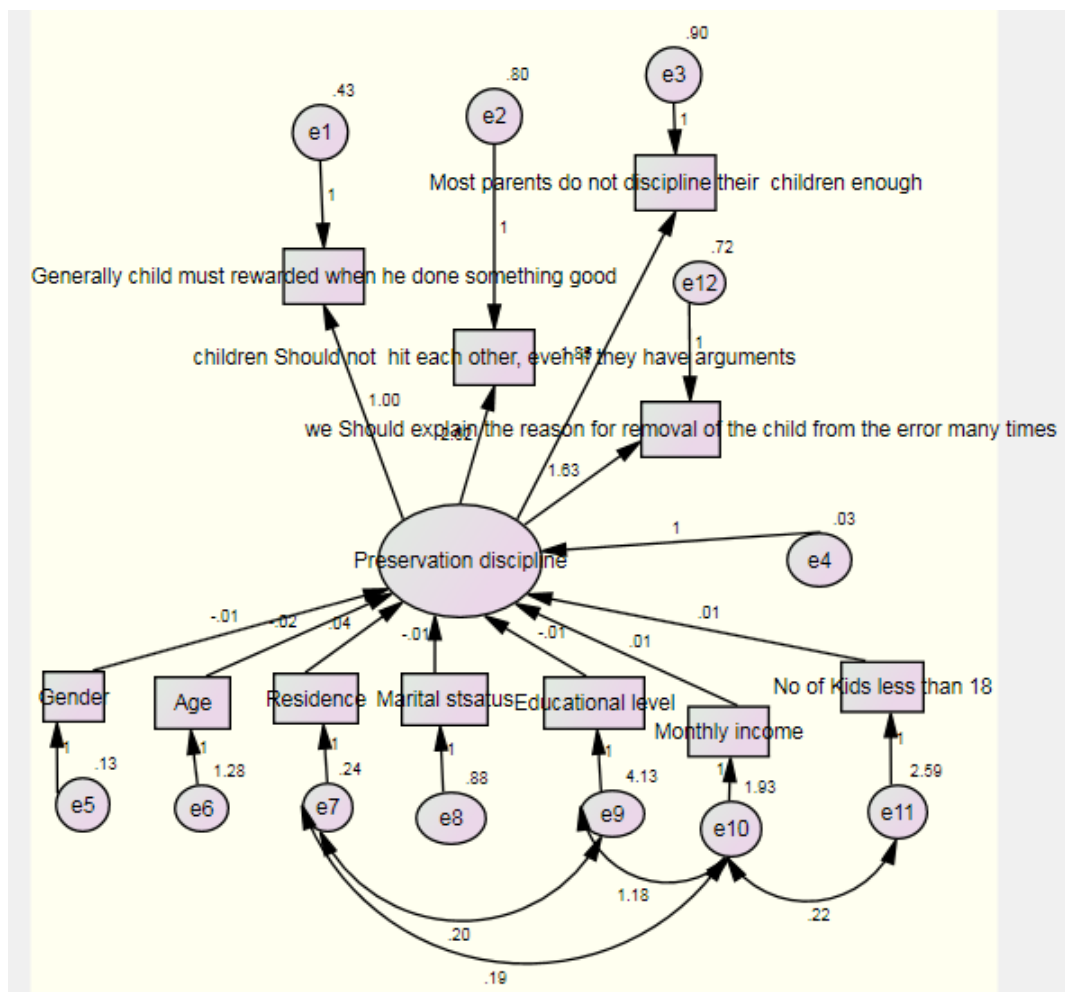 .90
e3
.80
.43
e2
e1
1
Most parents do not discipline their  children enough
1
1
.72
Generally child must rewarded when he done something good
e12
1
children Should not  hit each other, even if they have arguments
1.00
we Should explain the reason for removal of the child from the error many times
1.63
.03
1
Preservation discipline
e4
-.01
-.02
.04
-.01
-.01
.01
.01
Gender
Age
Residence
Marital stsatus
Educational level
Monthly income
No of Kids less than 18
1
1
1
1
1
1
1
.13
1.28
.24
.88
4.13
1.93
2.59
e5
e6
e7
e8
e9
e10
e11
1.18
.22
.20
.19